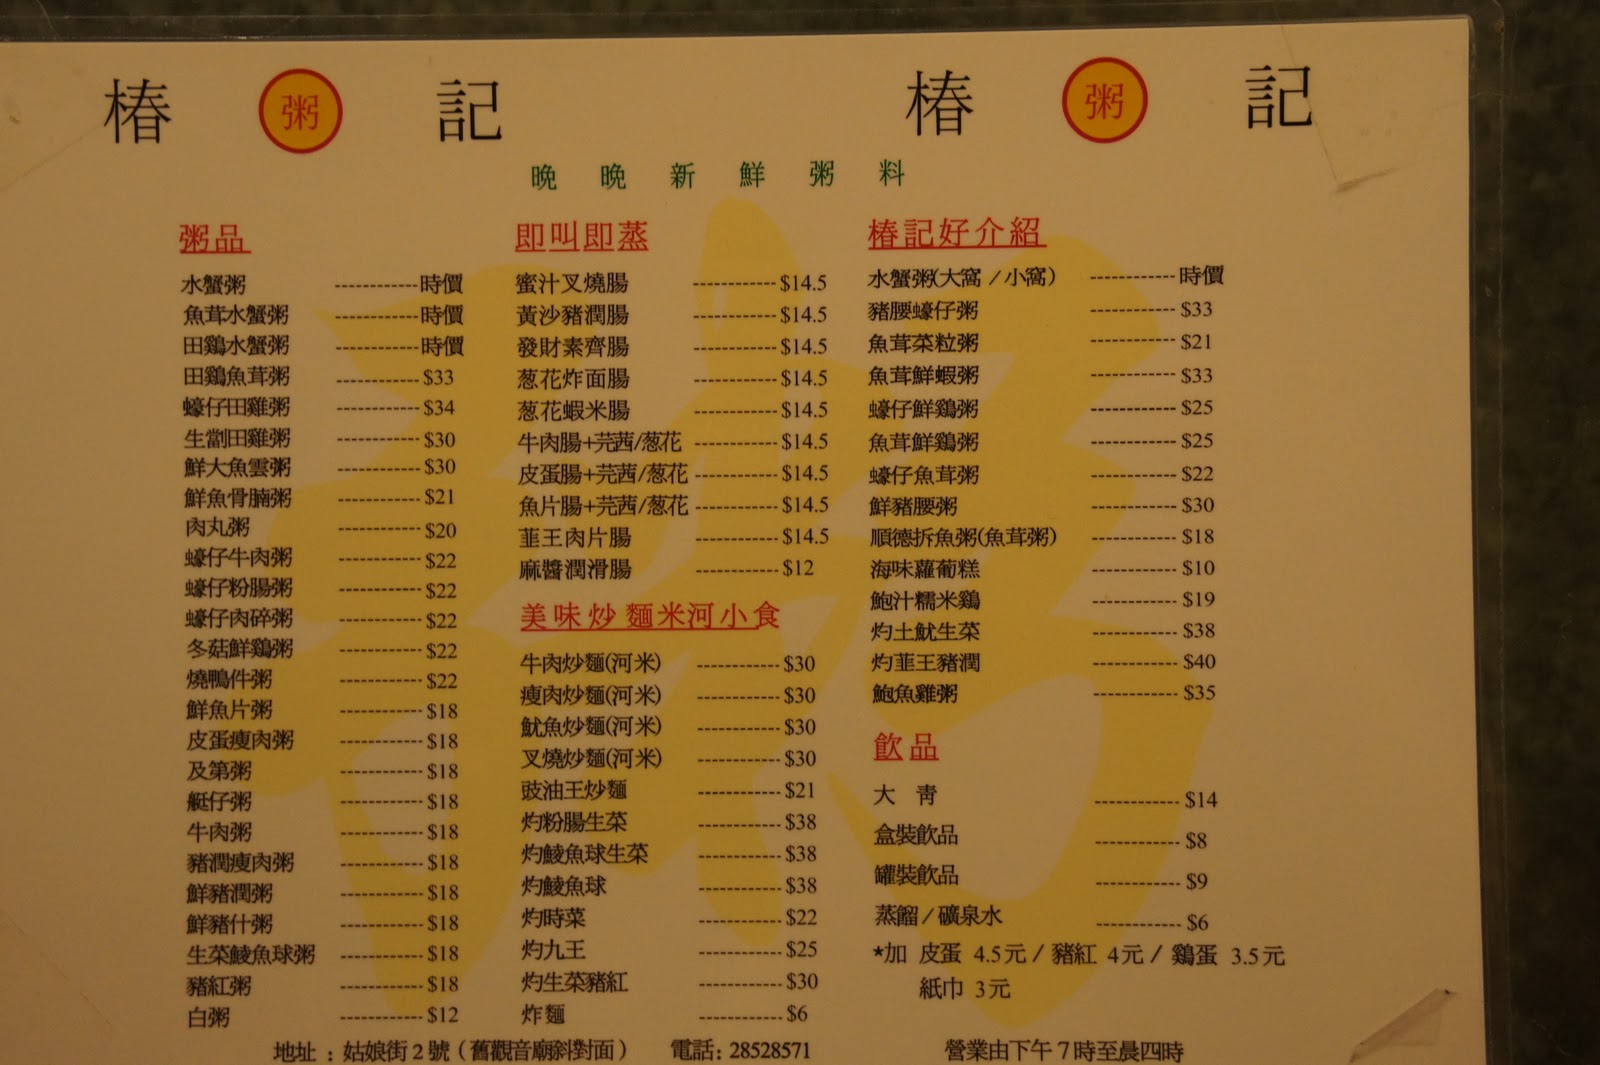 椿 粥 記
椿 粥 記
晚 晚 新 鮮 粥 料
粥品
水蟹粥 ------------ 時價
魚茸水蟹粥 ------------ 時價
田鷄水蟹粥 ------------ 時價
田鷄魚茸粥 ------------ $33
蠔仔田雞粥 ------------ $34
生劏田雞粥 ------------ $30
鮮大魚雲粥 ------------ $30
鮮魚骨腩粥 ------------ $21
肉丸粥 ------------ $20
蠔仔牛肉粥 ------------ $22
蠔仔粉腸粥 ------------ $22
蠔仔肉碎粥 ------------ $22
冬菇鮮鷄粥 ------------ $22
燒鴨件粥 ------------ $22
鮮魚片粥 ------------ $18
皮蛋瘦肉粥 ------------ $18
及第粥 ------------ $18
艇仔粥 ------------ $18
牛肉粥 ------------ $18
豬潤瘦肉粥 ------------ $18
鮮豬潤粥 ------------ $18
鮮豬什粥 ------------ $18
生菜鯪魚球粥 ------------ $18
豬紅粥 ------------ $18
白粥 ------------ $12
即叫即蒸
蜜汁叉燒腸 ------------ $14.5
黃沙豬潤腸 ------------ $14.5
發財素齊腸 ------------ $14.5
葱花炸面腸 ------------ $14.5
葱花蝦米腸 ------------ $14.5
牛肉腸+芫茜/葱花 ------------ $14.5
皮蛋腸+芫茜/葱花 ------------ $14.5
魚片腸+芫茜/葱花 ------------ $14.5
韮王肉片腸 ------------ $14.5
麻醬潤滑腸 ------------ $12
美味炒麵米河小食
牛肉炒麵(河米) ------------ $30
瘦肉炒麵(河米) ------------ $30
魷魚炒麵(河米) ------------ $30
叉燒炒麵(河米) ------------ $30
豉油王炒麵 ------------ $21
灼粉腸生菜 ------------ $38
灼鯪魚球生菜 ------------ $38
灼鯪魚球 ------------ $38
灼時菜 ------------ $22
灼九王 ------------ $25
灼生菜豬紅 ------------ $30
炸麵 ------------ $6
椿記好介紹
水蟹粥(大窩 / 小窩) ------------ 時價
豬腰蠔仔粥 ------------ $33
魚茸菜粒粥 ------------ $21
魚茸鮮蝦粥 ------------ $33
蠔仔鮮鷄粥 ------------ $25
魚茸鮮鷄粥 ------------ $25
蠔仔魚茸粥 ------------ $22
鮮豬腰粥 ------------ $30
順德拆魚粥(魚茸粥) ------------ $18
海味蘿葡糕 ------------ $10
鮑汁糯米鷄 ------------ $19
灼土魷生菜 ------------ $38
灼韮王豬潤 ------------ $40
鮑魚雞粥 ------------ $35
飲品
大 青 ------------ $14
盒裝飲品 ------------ $8
罐裝飲品 ------------ $9
蒸餾 / 礦泉水 ------------ $6
*加 皮蛋 4.5元 / 豬紅 4元 / 鷄蛋 3.5元
紙巾 3元
地址 : 姑娘街 2 號 ( 舊觀音廟斜對面 ) 電話: 28528571 營業由下午 7 時至晨四時